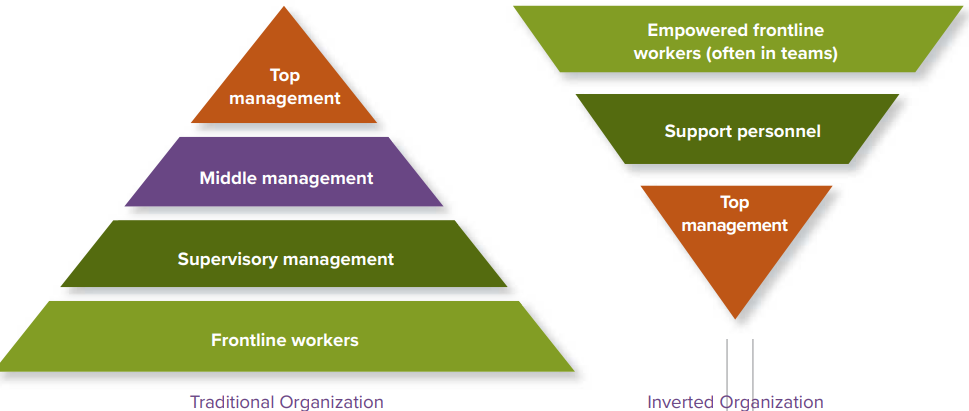 Top
management
Middle management
Supervisory management
Frontline workers
Traditional Organization
Empowered frontline
workers (often in teams)
Support personnel
Top
management
Inverted Organization